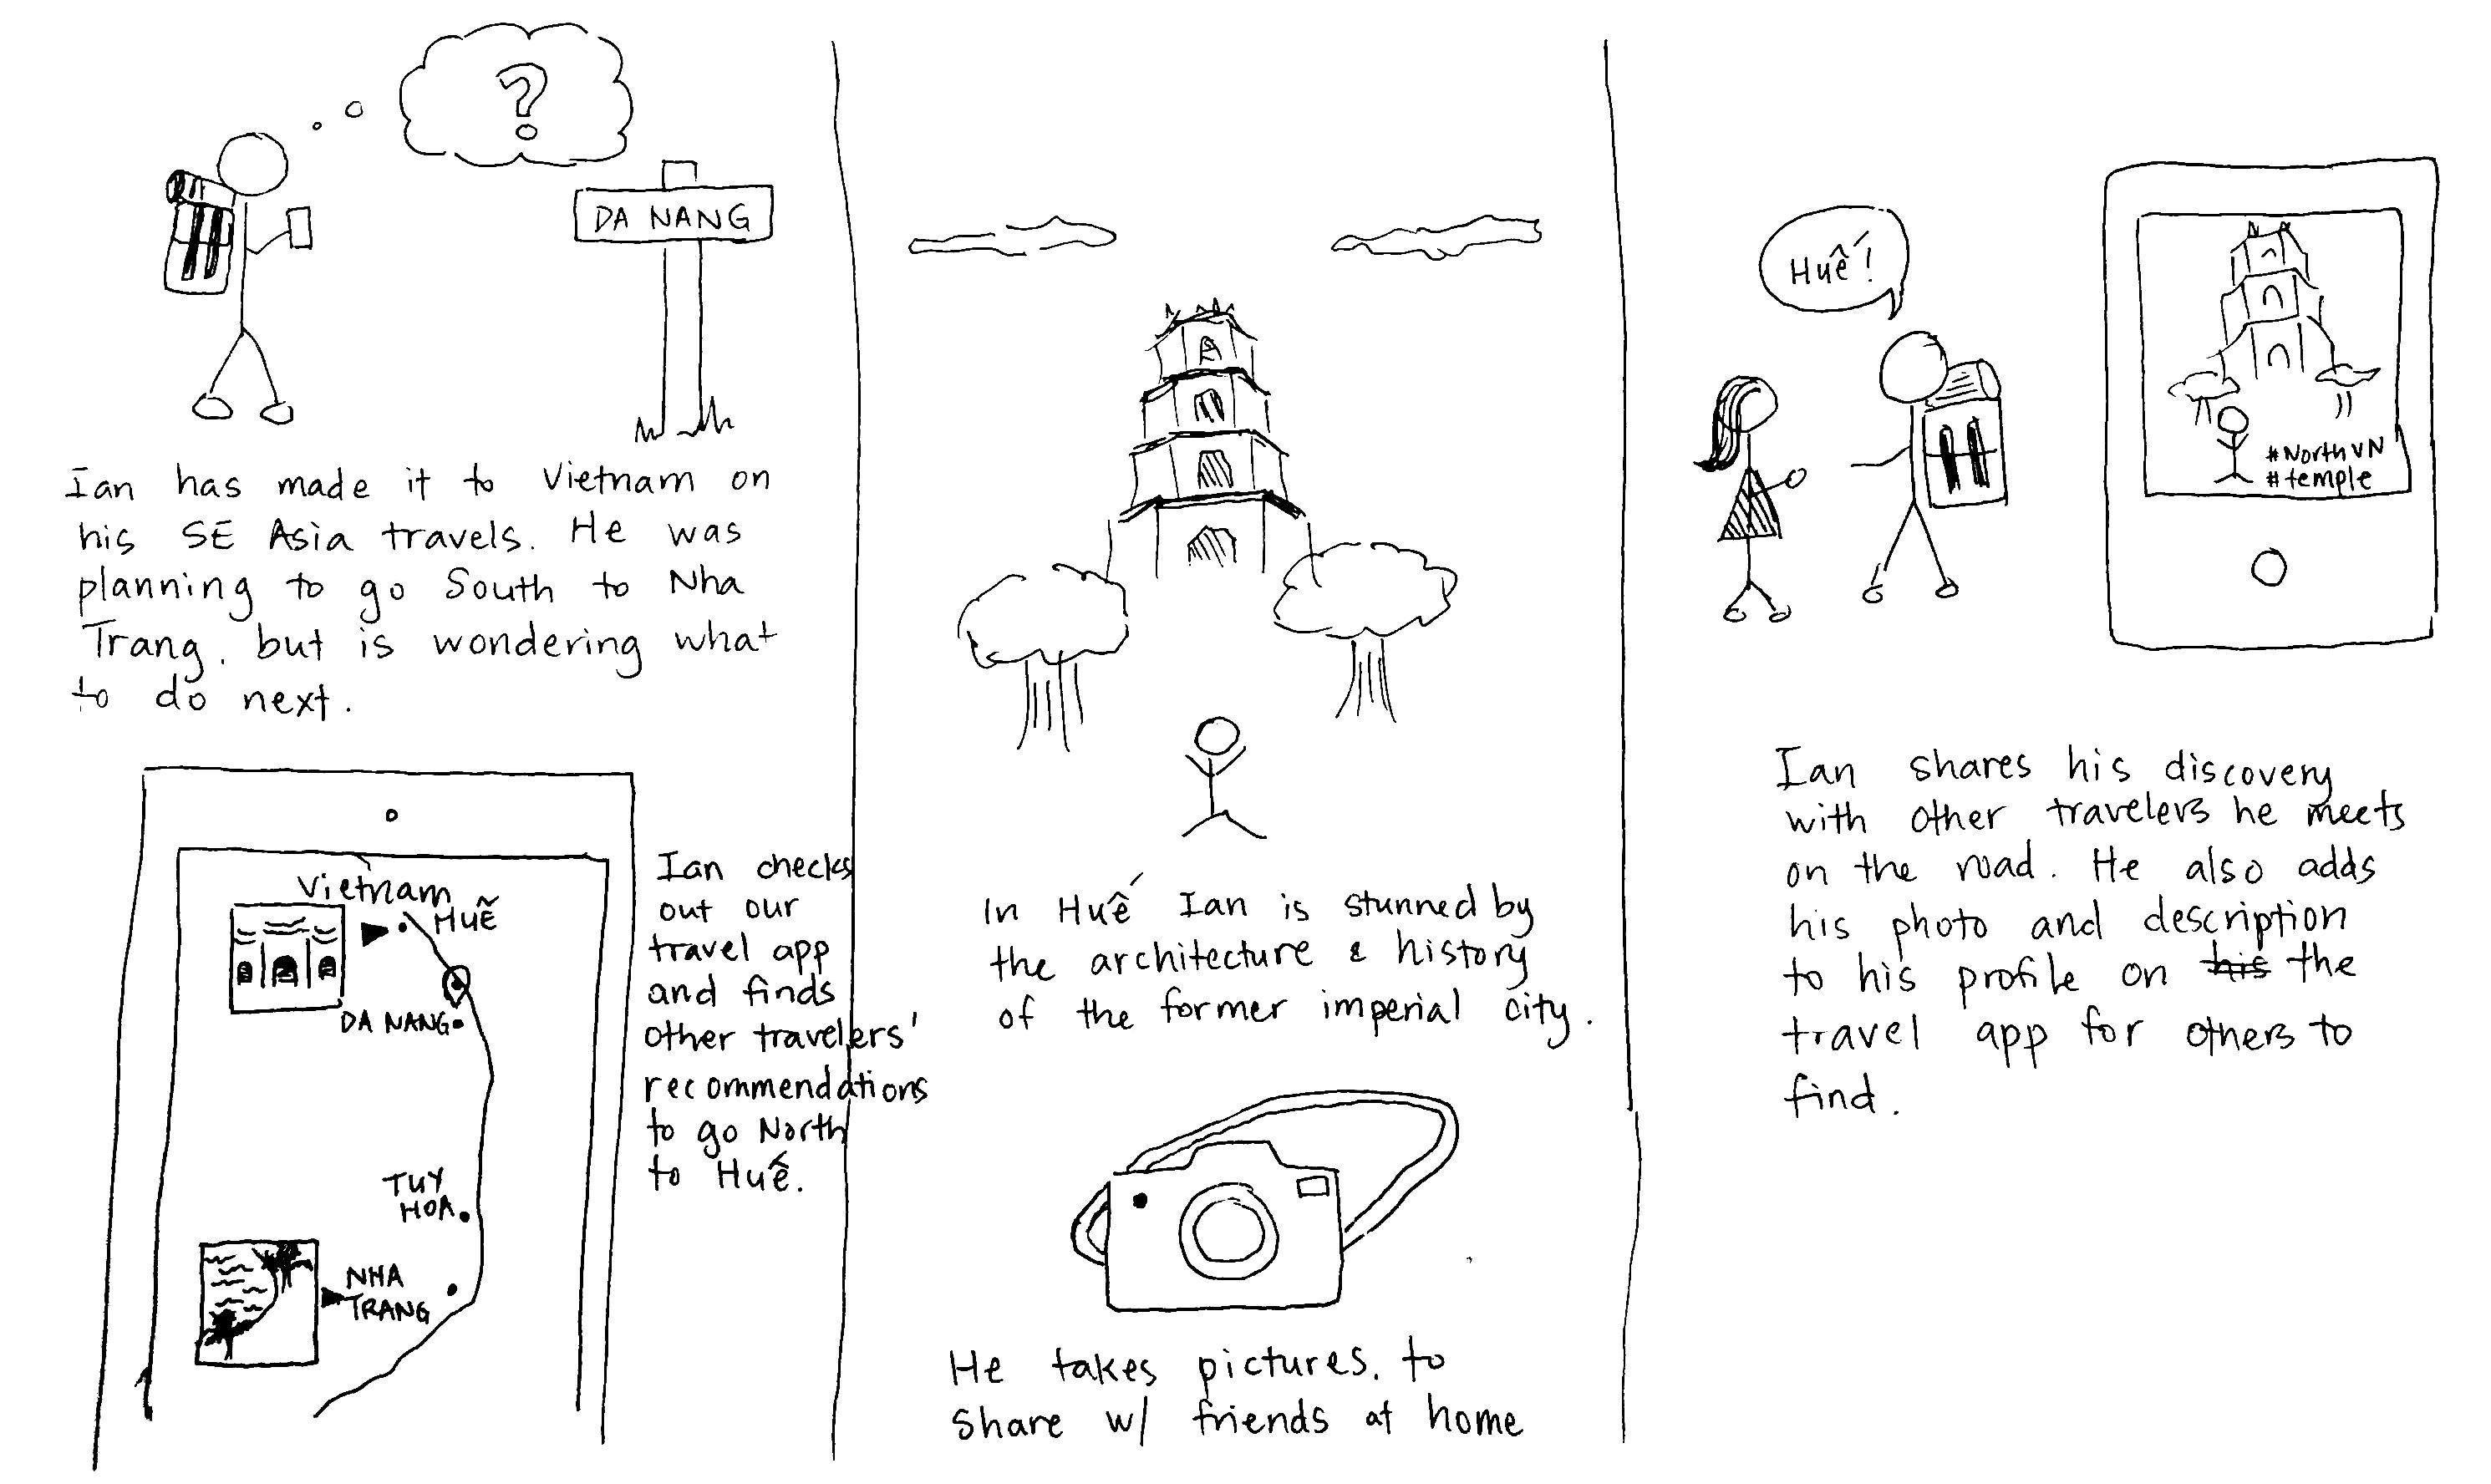 ?
DA NANG
Ian has made it to Vietnam on
his SE Asia travels. He was
planning to go South to Nha
Trang, but is wondering what
to do next.
Vietnam
HUẾ
DA NANG
TUY
HOA
NHA
TRANG
Ian checks
out our
travel app
and finds
other travelers'
recommendations
to go North
to Huế.
In Huế Ian is stunned by
the architecture & history
of the former imperial city.
He takes pictures. to
share w/ friends at home
Huế!
#NorthVN
#temple
Ian shares his discovery
with other travelers he meets
on the road. He also adds
his photo and description
to his profile on his the
travel app for others to
find.